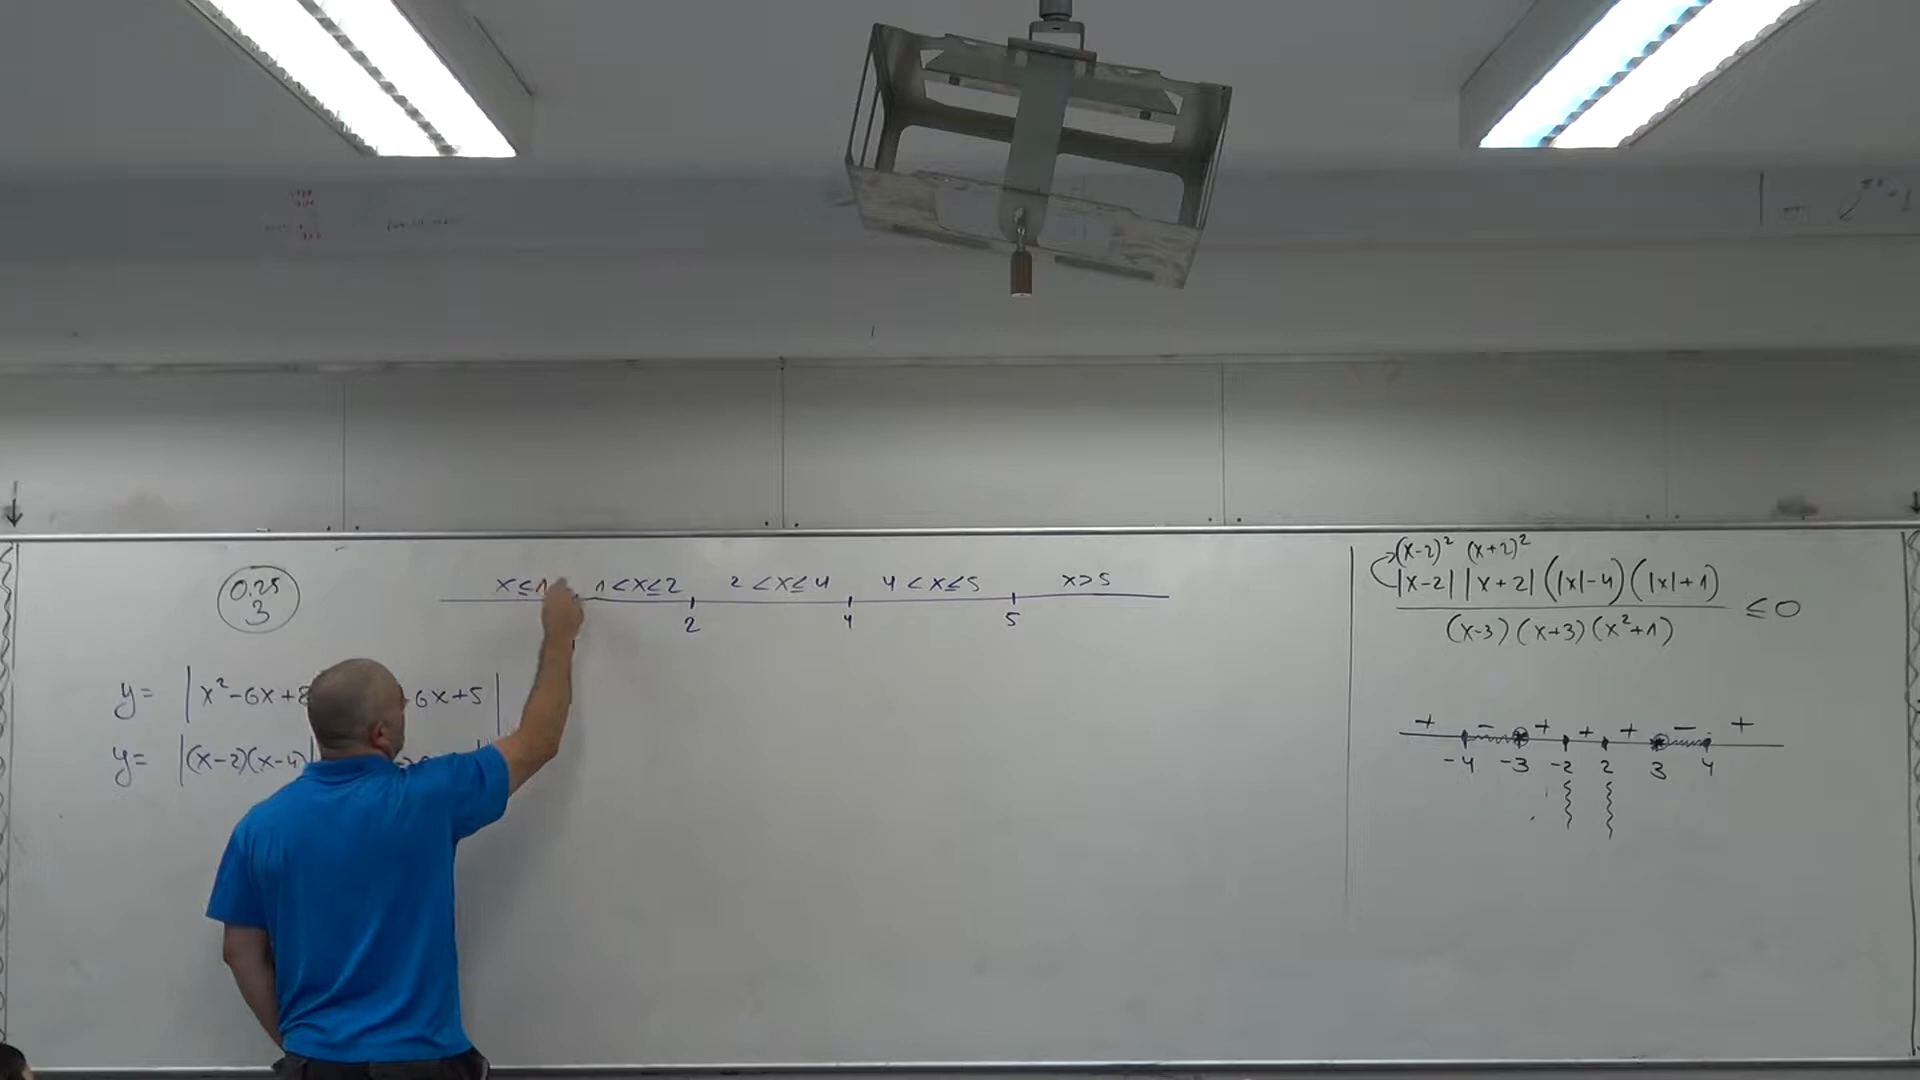 0.25
3
x≤1 1<x≤2 2<x≤4 4<x≤5 x>5
2 4 5
y= |x²-6x+8 6x+5|
y= |(x-2)(x-4)|
(x-2)² (x+2)²
|x-2| |x+2| (|x|-4)(|x|+1)
(x-3)(x+3)(x²+1)
≤0
+ - + + + - +
-4 -3 -2 2 3 4